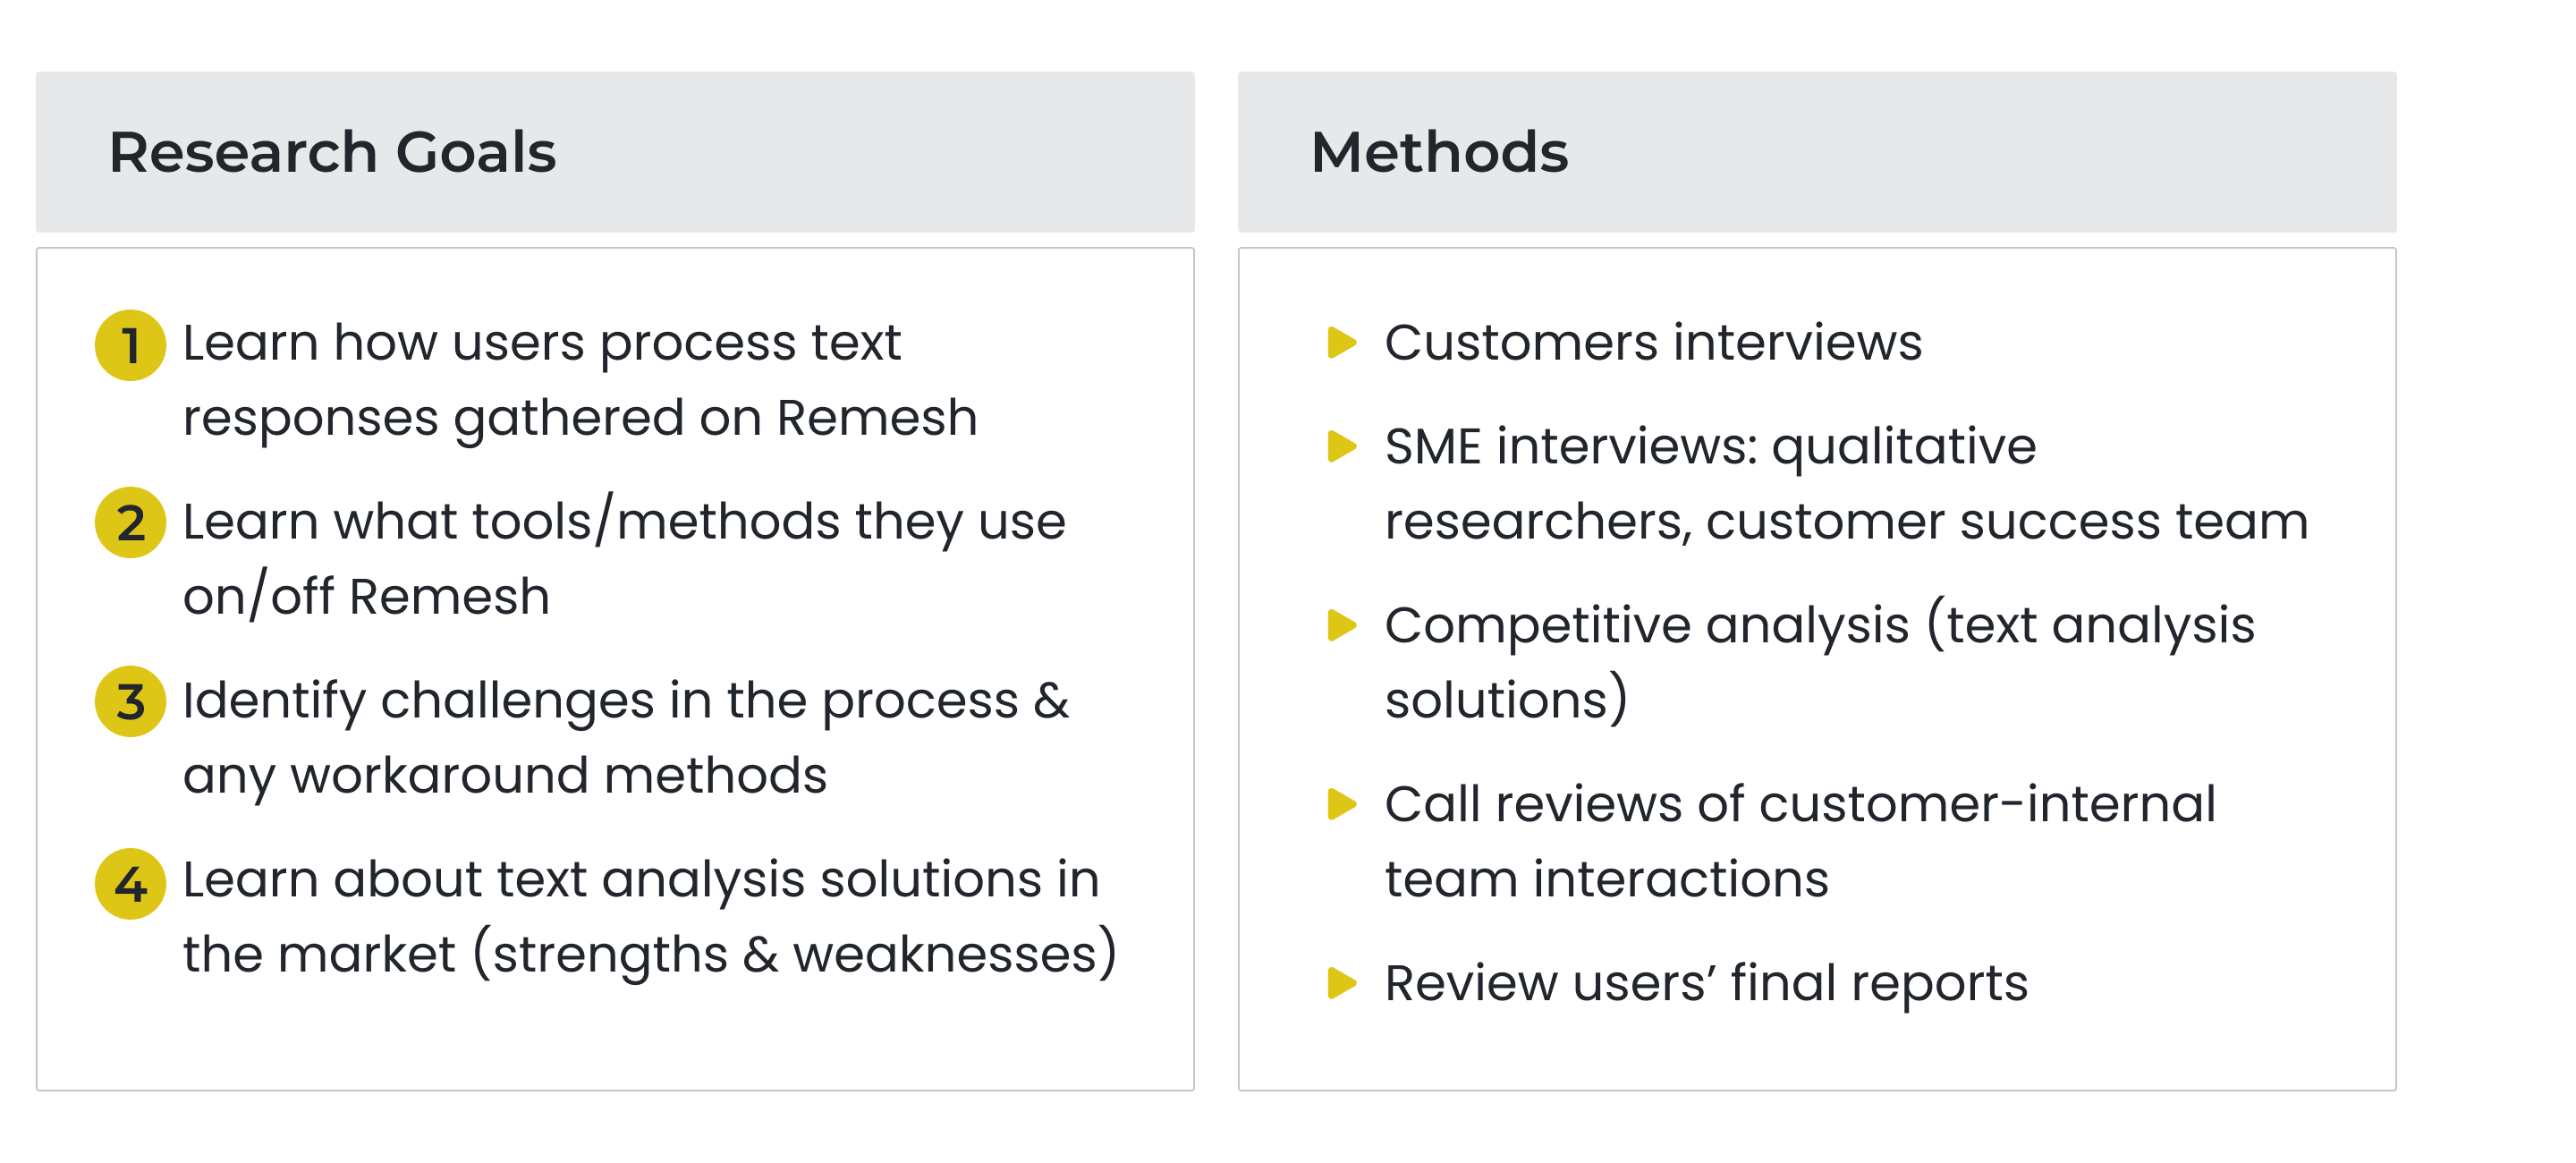 Research Goals
1 Learn how users process text
responses gathered on Remesh
2 Learn what tools/methods they use
on/off Remesh
3 Identify challenges in the process &
any workaround methods
4 Learn about text analysis solutions in
the market (strengths & weaknesses)
Methods
Customers interviews
SME interviews: qualitative
researchers, customer success team
Competitive analysis (text analysis
solutions)
Call reviews of customer-internal
team interactions
Review users’ final reports